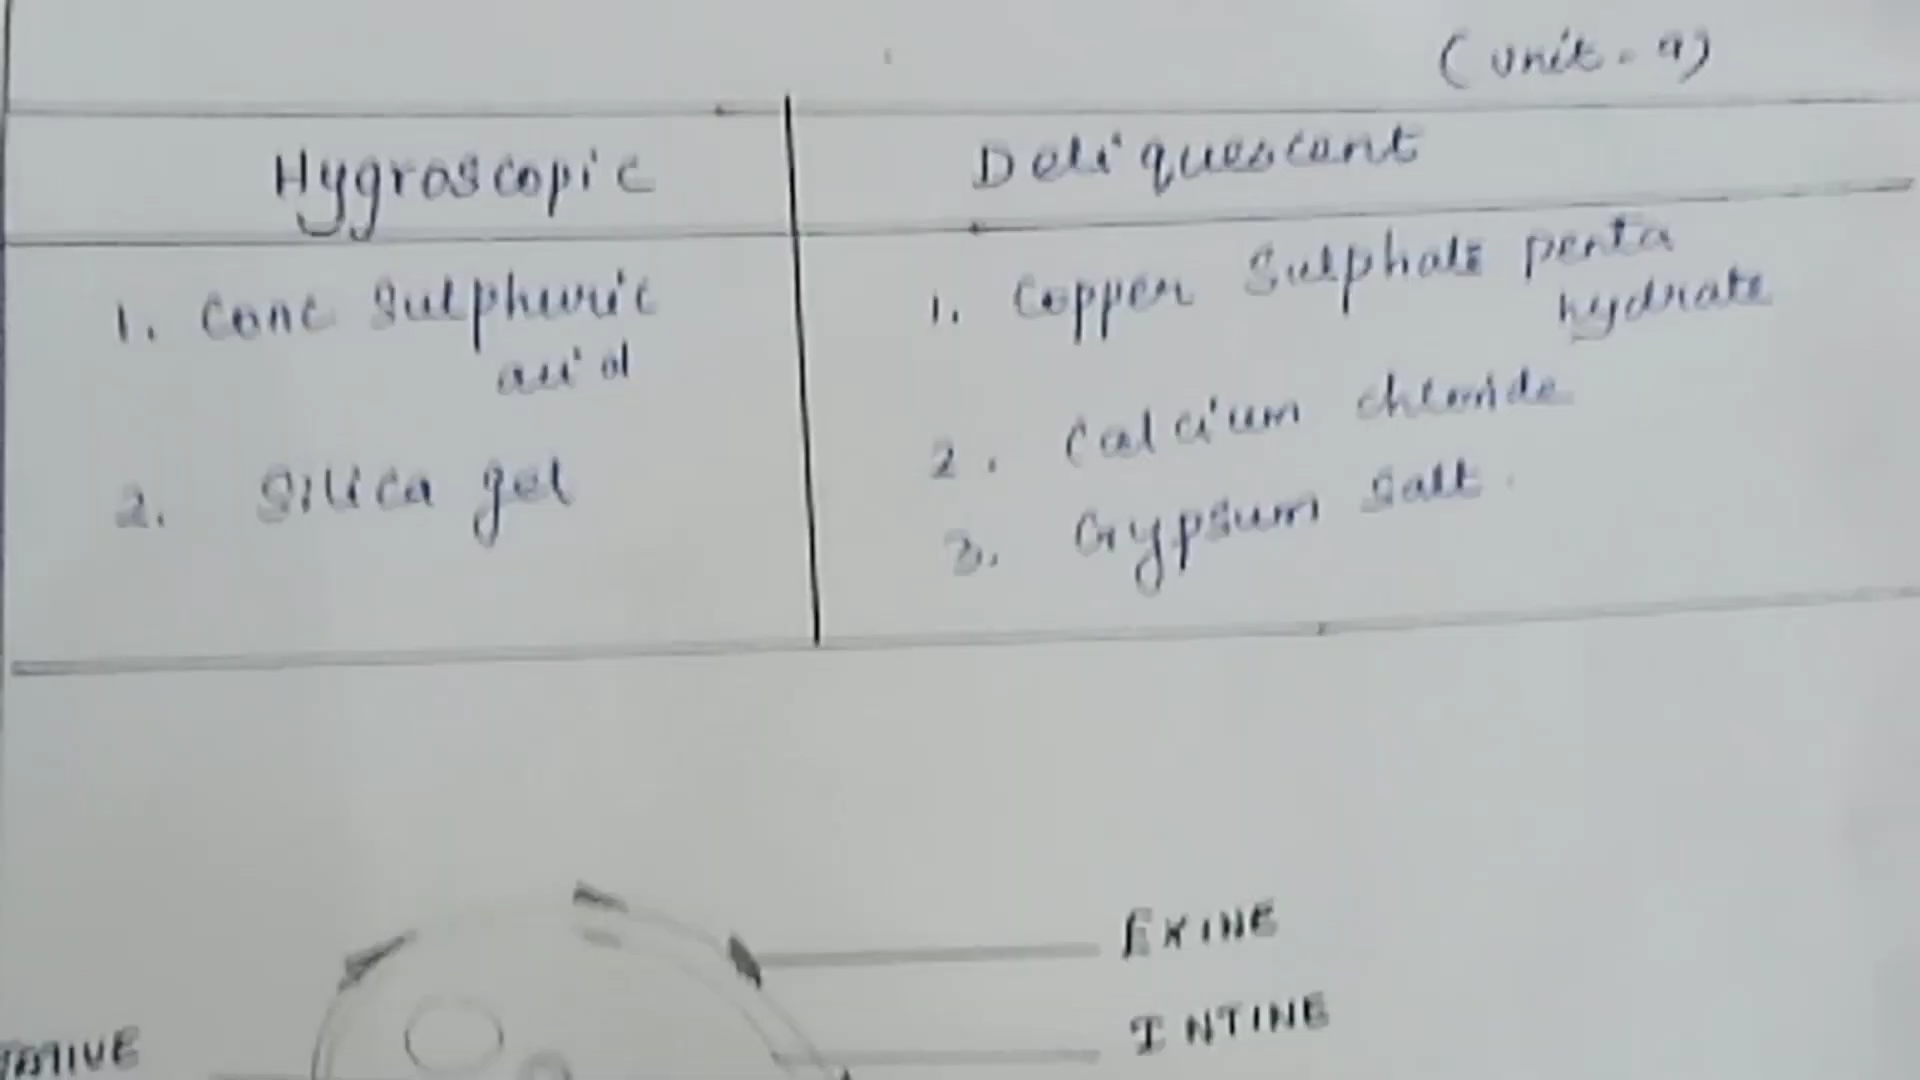 (unit - 9)
Hygroscopic
Deliquescent
1. Conc Sulphuric
acid
2. Silica gel
1. Copper Sulphate penta
hydrate
2. Calcium chloride
3. Gypsum Salt.
EXINE
INTINE